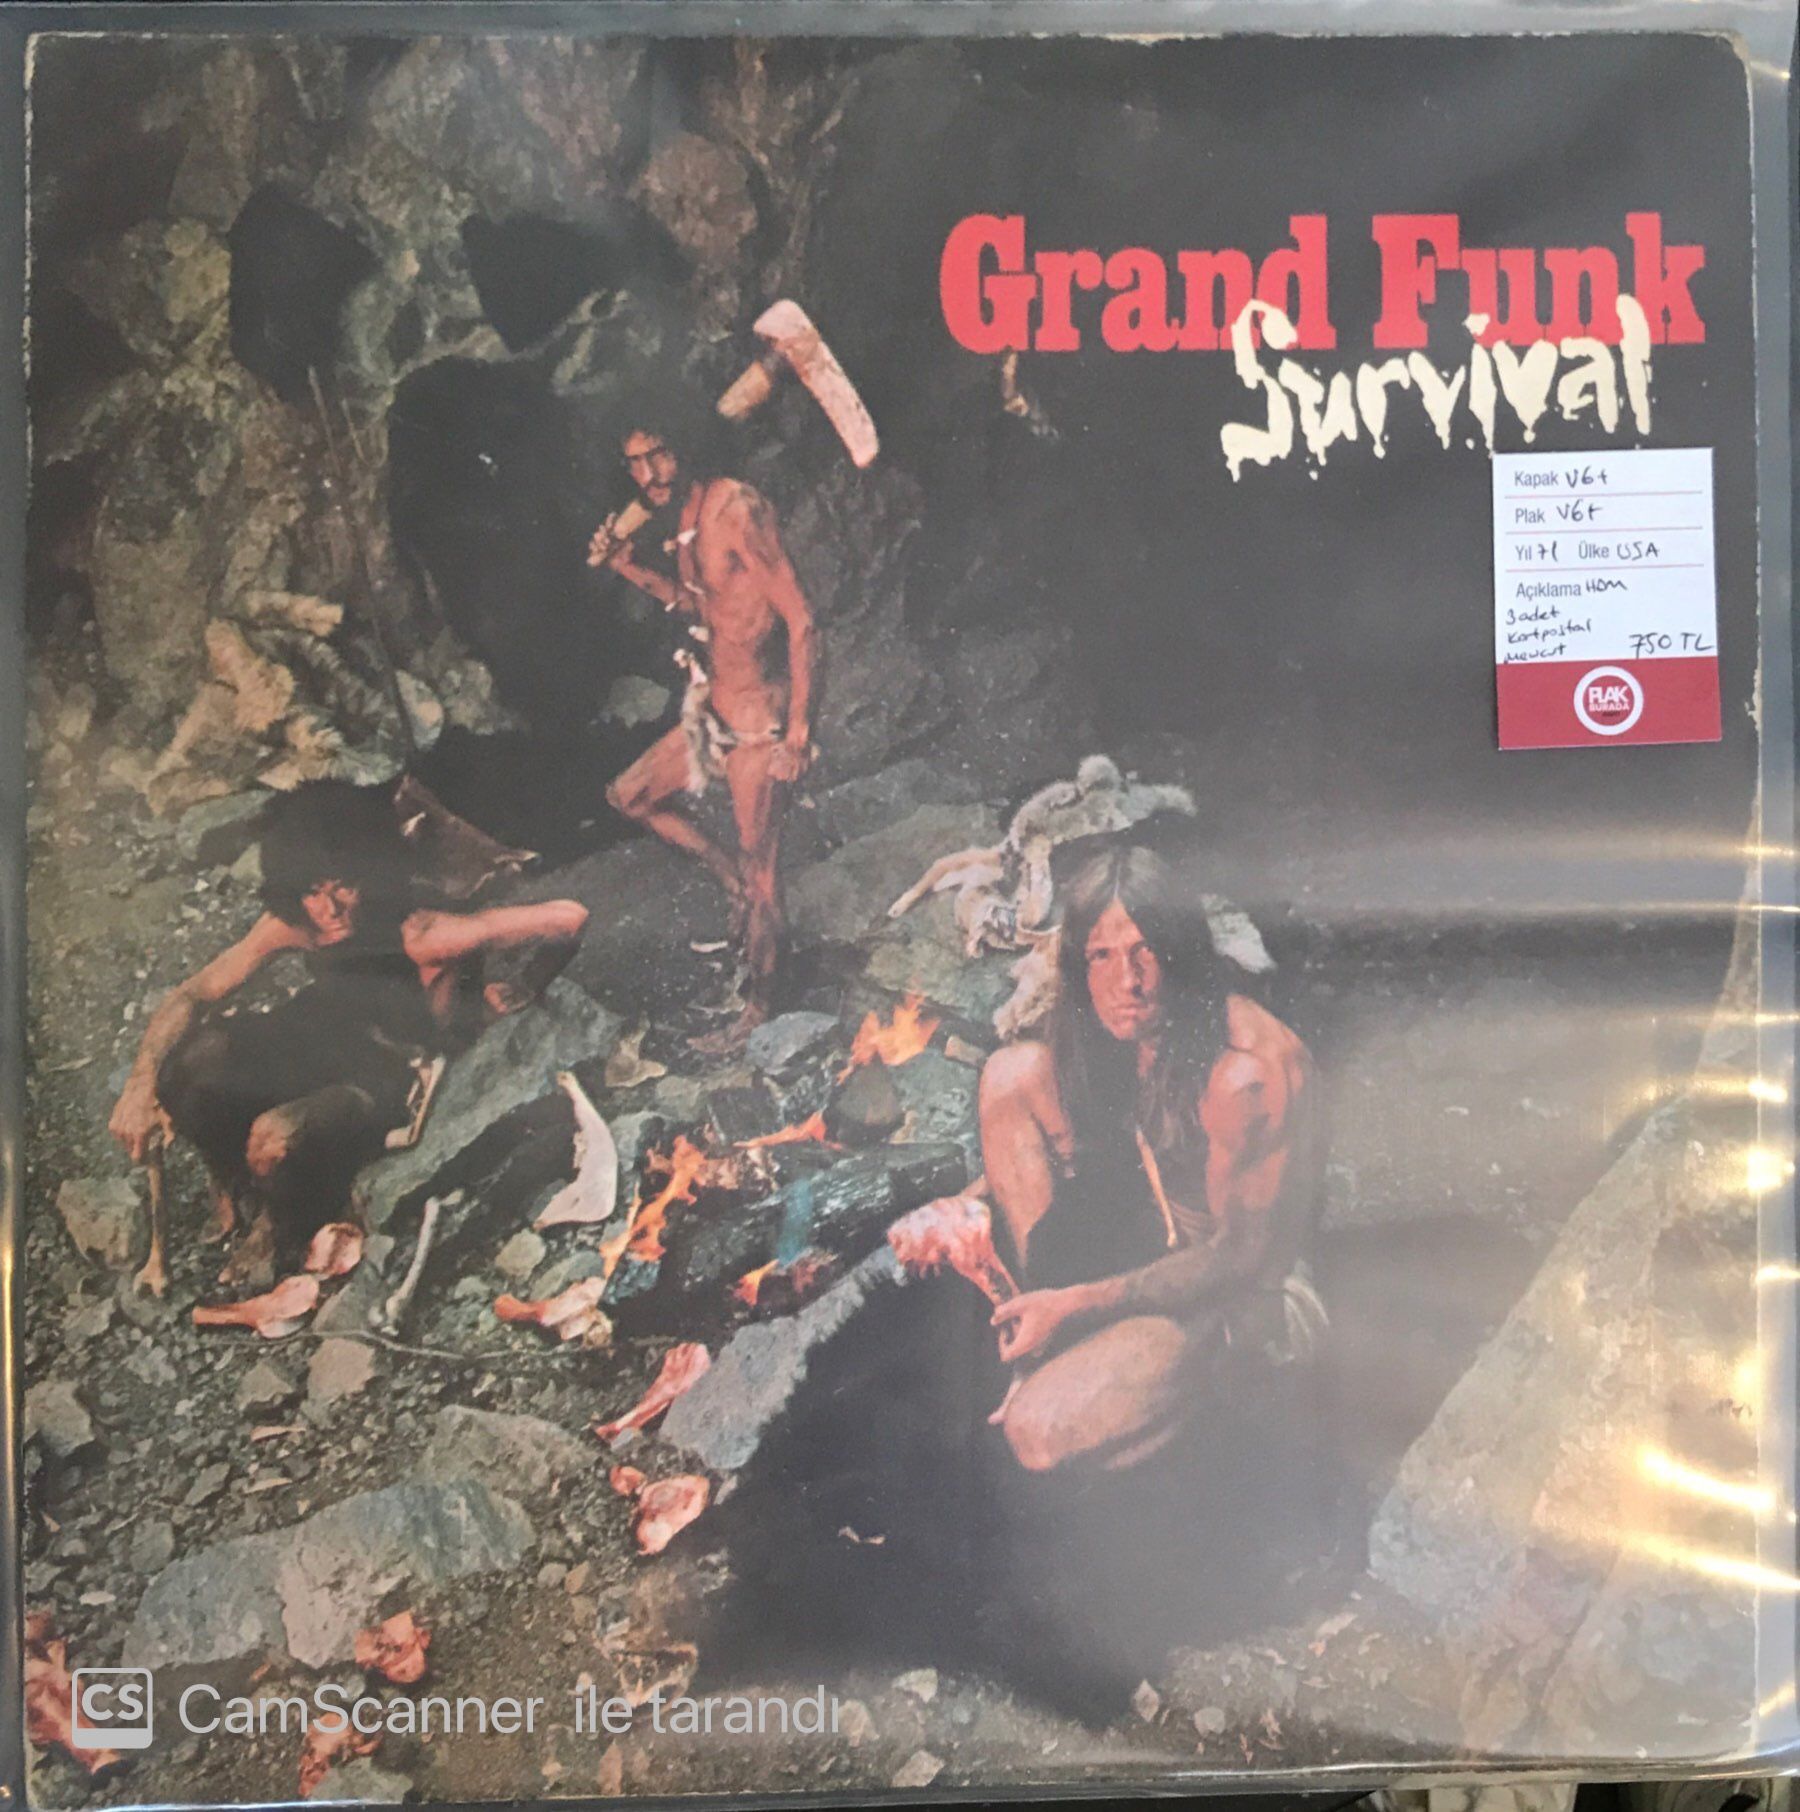 Grand Funk
Survival
Kapak VG+
Plak VG+
Yıl 71 Ülke USA
Açıklama HDM
3 adet
kartpostal
mevcut
750 TL
PLAK
BURADA
CS CamScanner ile tarandı